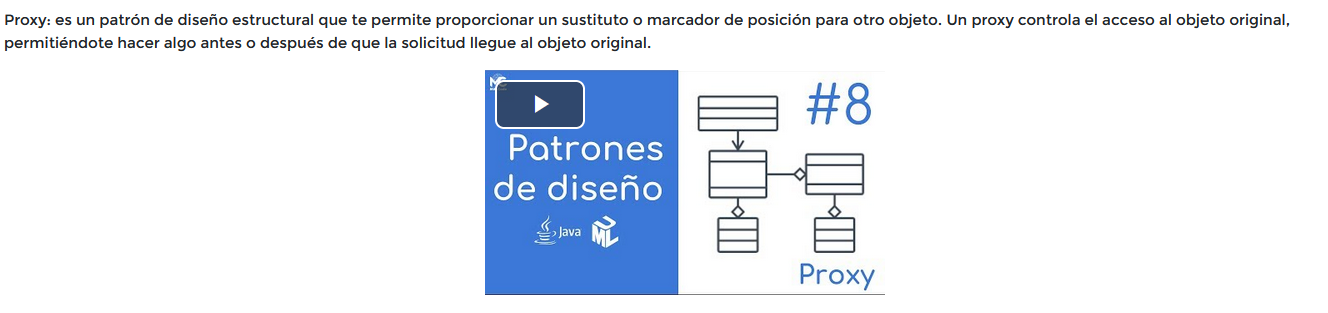 Proxy: es un patrón de diseño estructural que te permite proporcionar un sustituto o marcador de posición para otro objeto. Un proxy controla el acceso al objeto original,
permitiéndote hacer algo antes o después de que la solicitud llegue al objeto original.
#8
Patrones
de diseño
Java
UML
Proxy